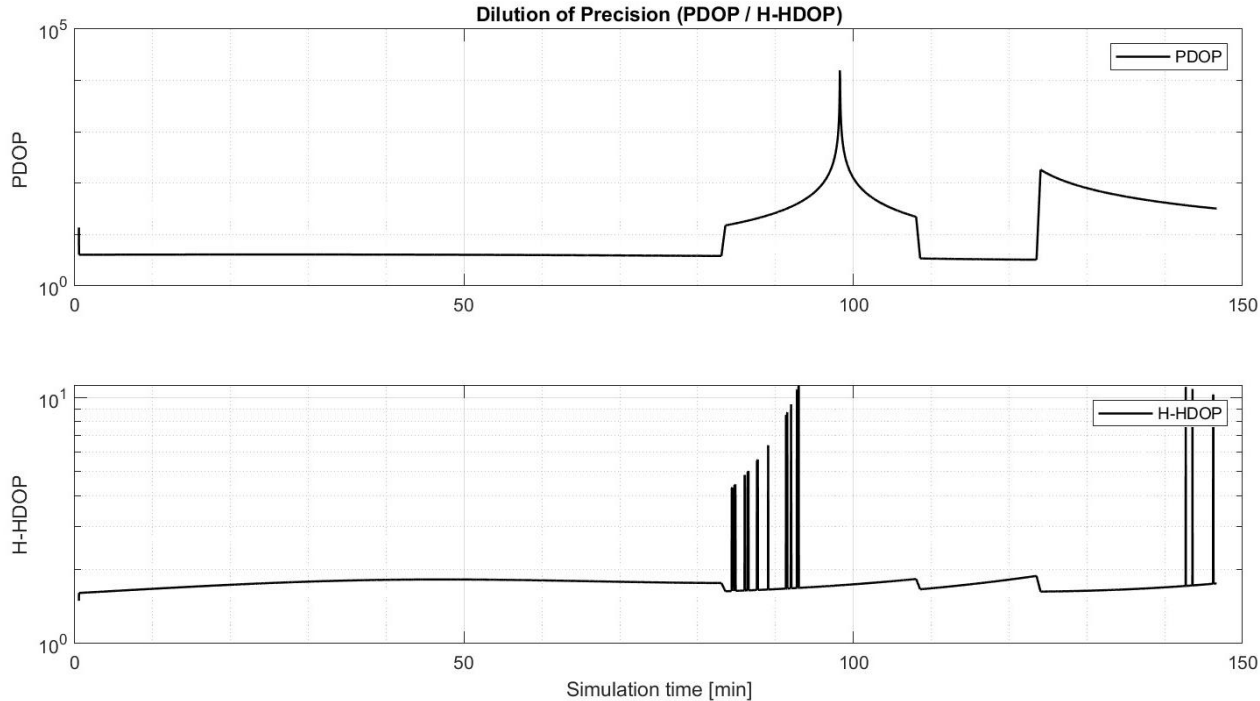 Dilution of Precision (PDOP / H-HDOP)
10^5
PDOP
PDOP
10^0
0 50 100 150
10^1
H-HDOP
H-HDOP
10^0
0 50 100 150
Simulation time [min]